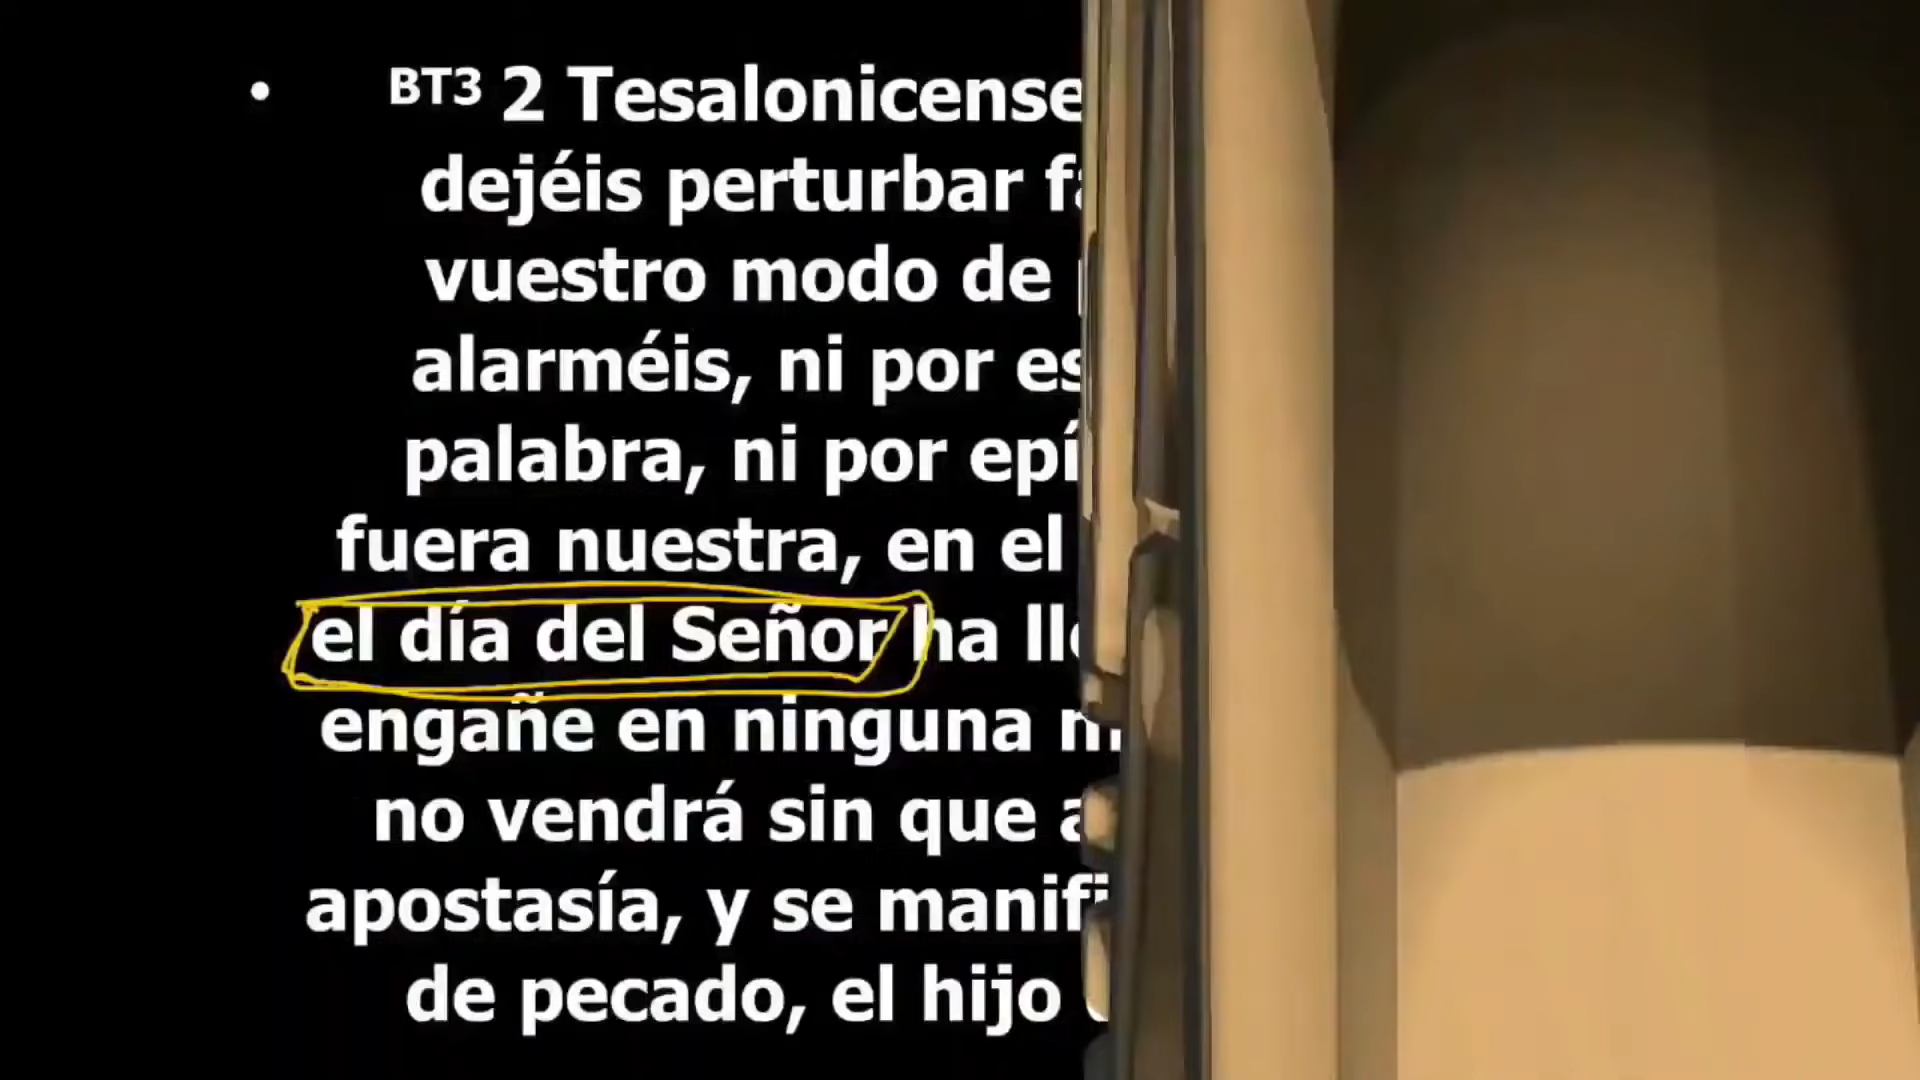 • BT3 2 Tesalonicense
dejéis perturbar
vuestro modo de
alarméis, ni por
palabra, ni por
fuera nuestra, en el
el día del Señor ha
engañe en ninguna
no vendrá sin que
apostasía, y se
de pecado, el hijo